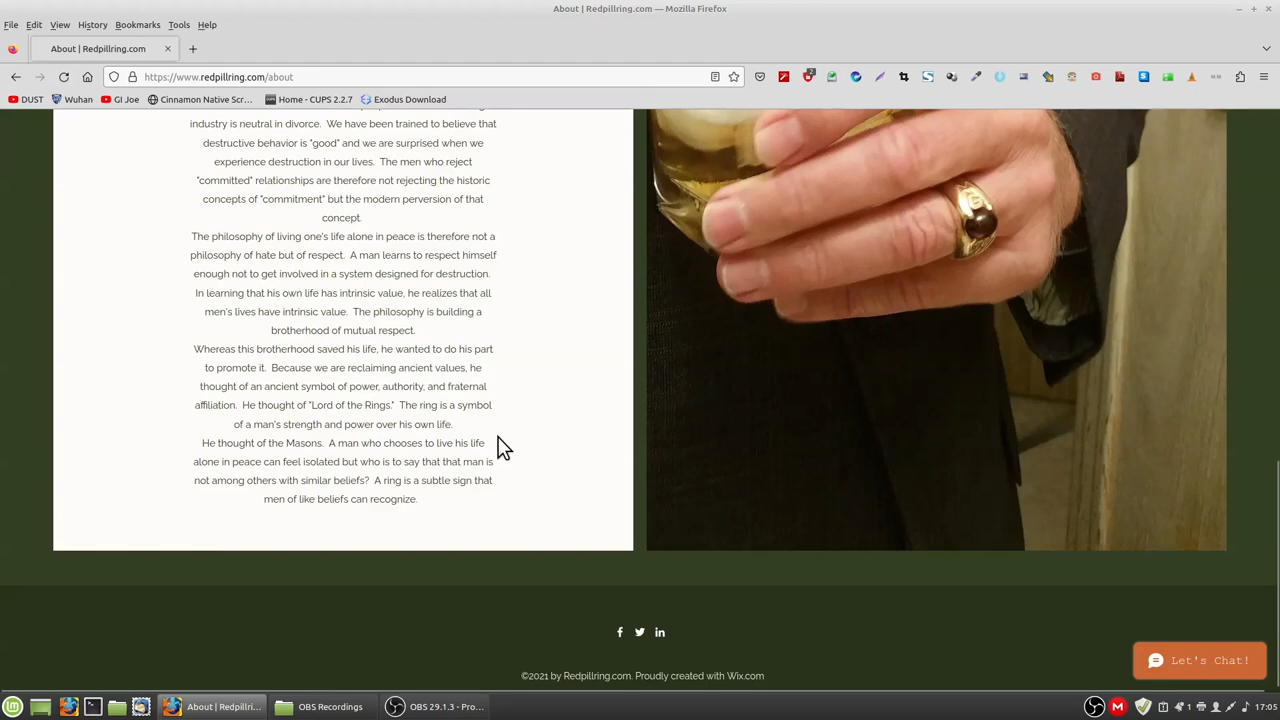 About | Redpillring.com — Mozilla Firefox
File Edit View History Bookmarks Tools Help
About | Redpillring.com
https://www.redpillring.com/about
DUST Wuhan GI Joe Cinnamon Native Scr... Home - CUPS 2.2.7 Exodus Download
industry is neutral in divorce. We have been trained to believe that
destructive behavior is "good" and we are surprised when we
experience destruction in our lives. The men who reject
"committed" relationships are therefore not rejecting the historic
concepts of "commitment" but the modern perversion of that
concept.
The philosophy of living one's life alone in peace is therefore not a
philosophy of hate but of respect. A man learns to respect himself
enough not to get involved in a system designed for destruction.
In learning that his own life has intrinsic value, he realizes that all
men's lives have intrinsic value. The philosophy is building a
brotherhood of mutual respect.
Whereas this brotherhood saved his life, he wanted to do his part
to promote it. Because we are reclaiming ancient values, he
thought of an ancient symbol of power, authority, and fraternal
affiliation. He thought of "Lord of the Rings." The ring is a symbol
of a man's strength and power over his own life.
He thought of the Masons. A man who chooses to live his life
alone in peace can feel isolated but who is to say that that man is
not among others with similar beliefs? A ring is a subtle sign that
men of like beliefs can recognize.
Let's Chat!
©2021 by Redpillring.com. Proudly created with Wix.com
About | Redpillri... OBS Recordings OBS 29.1.3 - Pro... 17:05